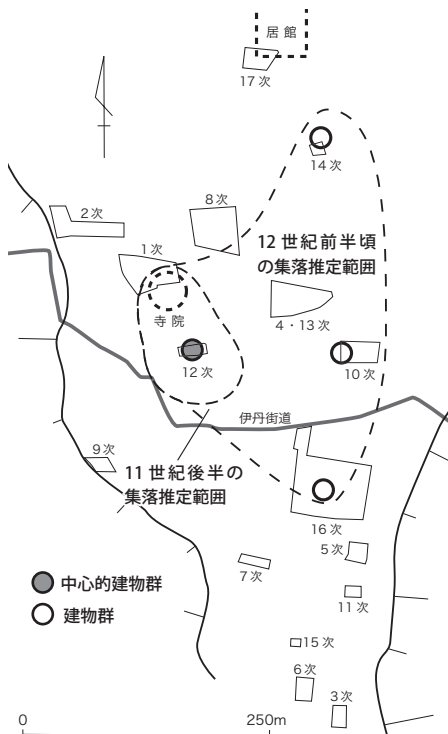 居館
17次
14次
2次
8次
1次
12世紀前半頃
の集落推定範囲
寺院
4・13次
12次
10次
伊丹街道
9次
11世紀後半の
集落推定範囲
16次
5次
7次
中心的建物群
11次
建物群
15次
6次
3次
0
250m